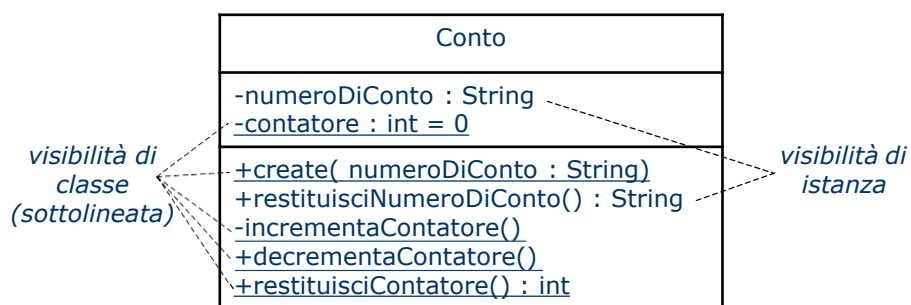 Conto
-numeroDiConto : String
-contatore : int = 0
+create( numeroDiConto : String)
+restituisciNumeroDiConto() : String
-incrementaContatore()
+decrementaContatore()
+restituisciContatore() : int
visibilità di
classe
(sottolineata)
visibilità di
istanza